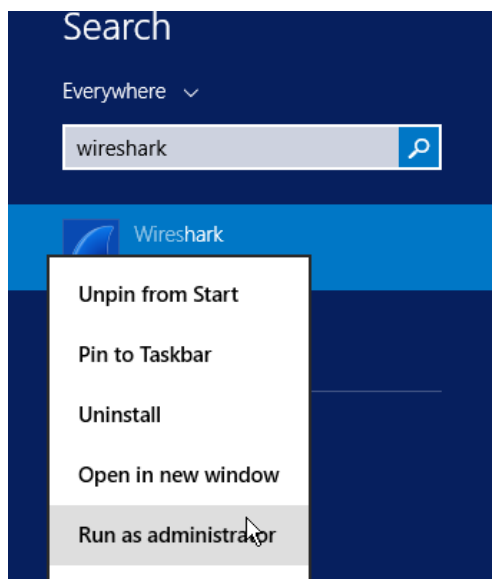 Search
Everywhere
wireshark
Wireshark
Unpin from Start
Pin to Taskbar
Uninstall
Open in new window
Run as administrator